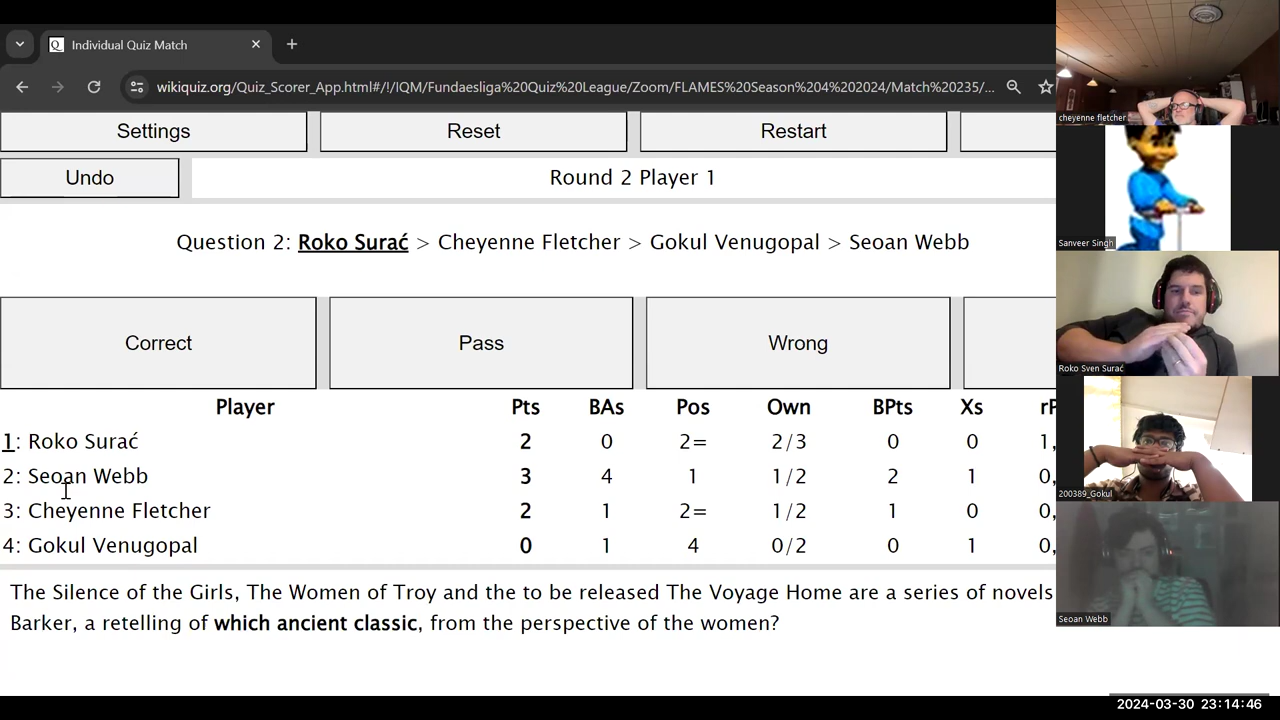 Individual Quiz Match
wikiquiz.org/Quiz_Scorer_App.html#/!/IQM/Fundaesliga%20Quiz%20League/Zoom/FLAMES%20Season%204%202024/Match%2035/...
Settings
Reset
Restart
Undo
Round 2 Player 1
Question 2: Roko Surać > Cheyenne Fletcher > Gokul Venugopal > Seoan Webb
Correct
Pass
Wrong
Player Pts BAs Pos Own BPts Xs rP
1: Roko Surać 2 0 2= 2/3 0 0 1,
2: Seoan Webb 3 4 1 1/2 2 1 0,
3: Cheyenne Fletcher 2 1 2= 1/2 1 0 0,
4: Gokul Venugopal 0 1 4 0/2 0 1 0,
The Silence of the Girls, The Women of Troy and the to be released The Voyage Home are a series of novels
Barker, a retelling of which ancient classic, from the perspective of the women?
cheyenne fletcher
Sanveer Singh
Roko Sven Surać
200389_Gokul
Seoan Webb
2024-03-30 23:14:46